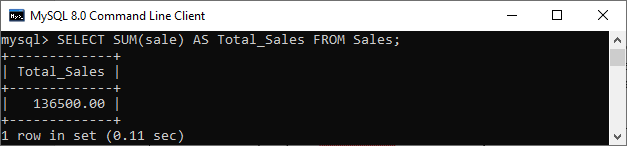 MySQL 8.0 Command Line Client
mysql> SELECT SUM(sale) AS Total_Sales FROM Sales;
+-------------+
| Total_Sales |
+-------------+
|   136500.00 |
+-------------+
1 row in set (0.11 sec)